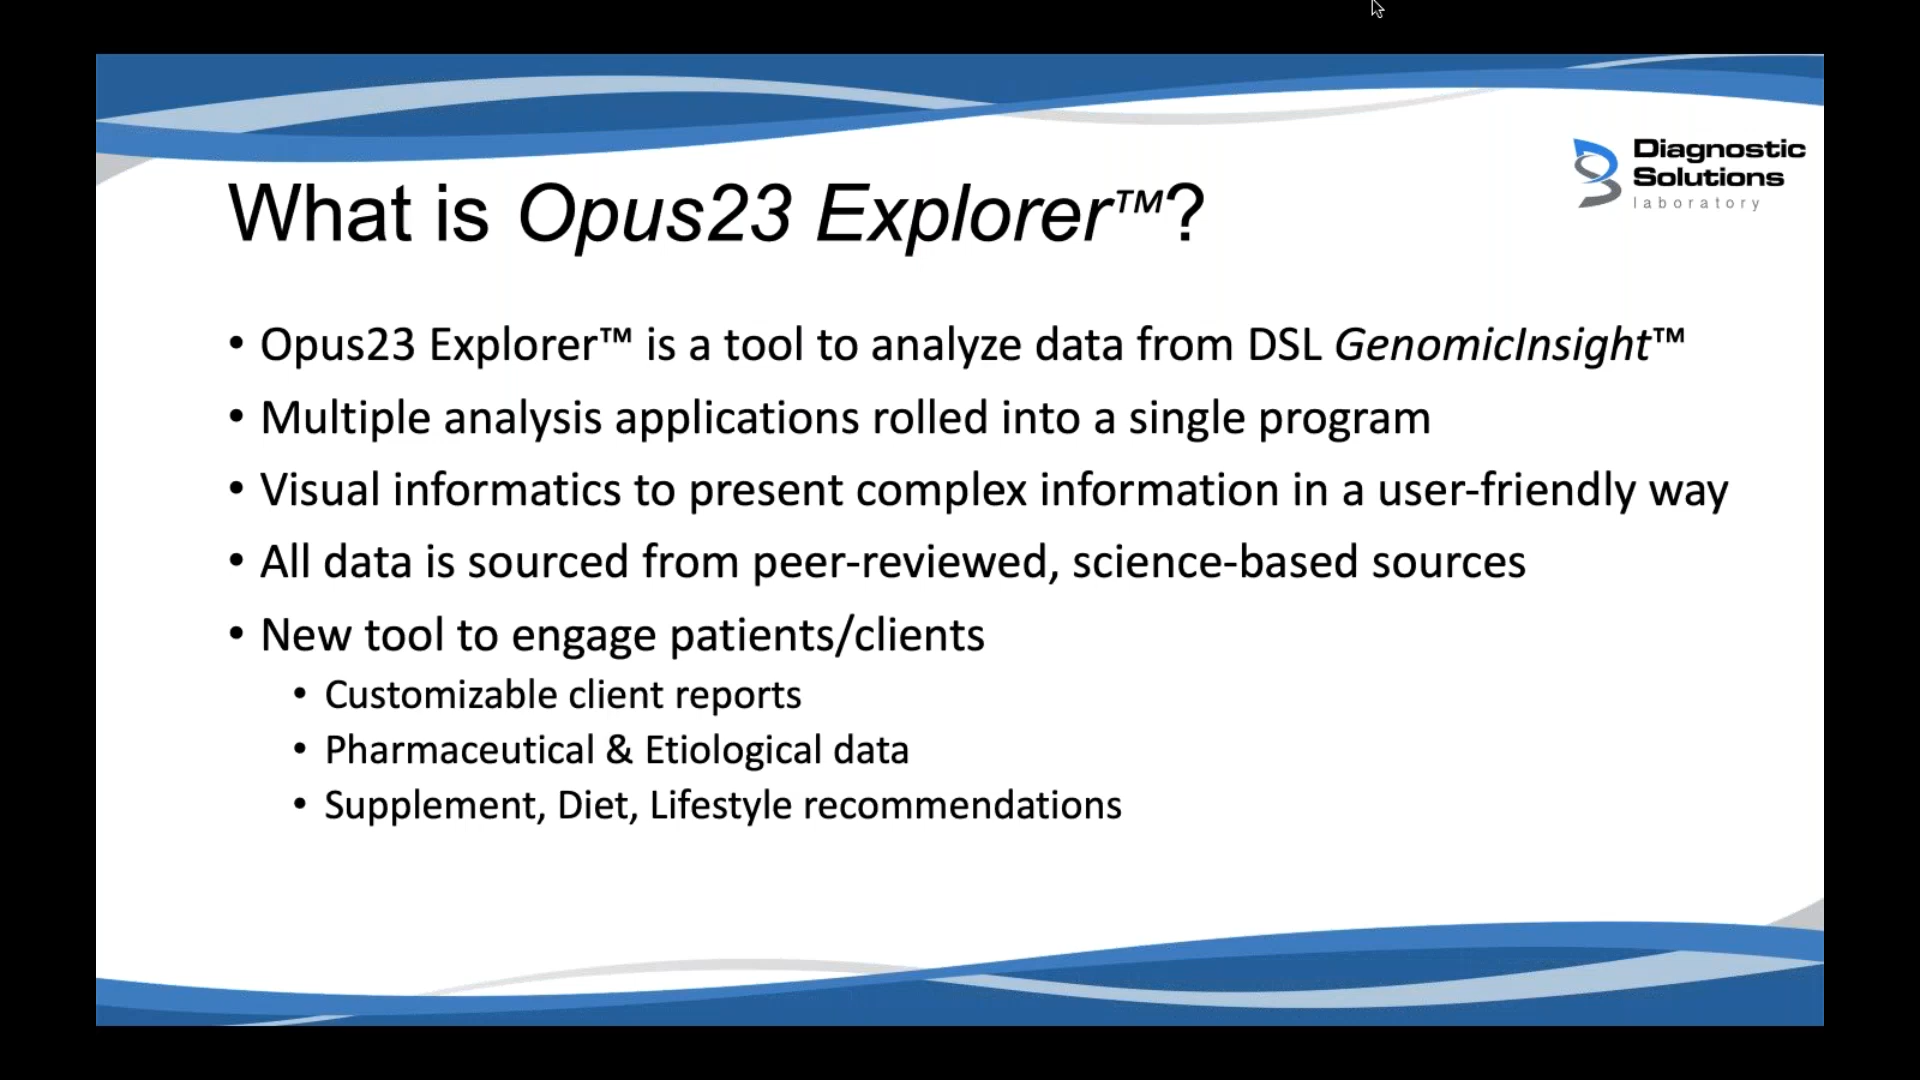 Diagnostic
Solutions
laboratory
What is Opus23 Explorer™?
• Opus23 Explorer™ is a tool to analyze data from DSL GenomicInsight™
• Multiple analysis applications rolled into a single program
• Visual informatics to present complex information in a user-friendly way
• All data is sourced from peer-reviewed, science-based sources
• New tool to engage patients/clients
• Customizable client reports
• Pharmaceutical & Etiological data
• Supplement, Diet, Lifestyle recommendations